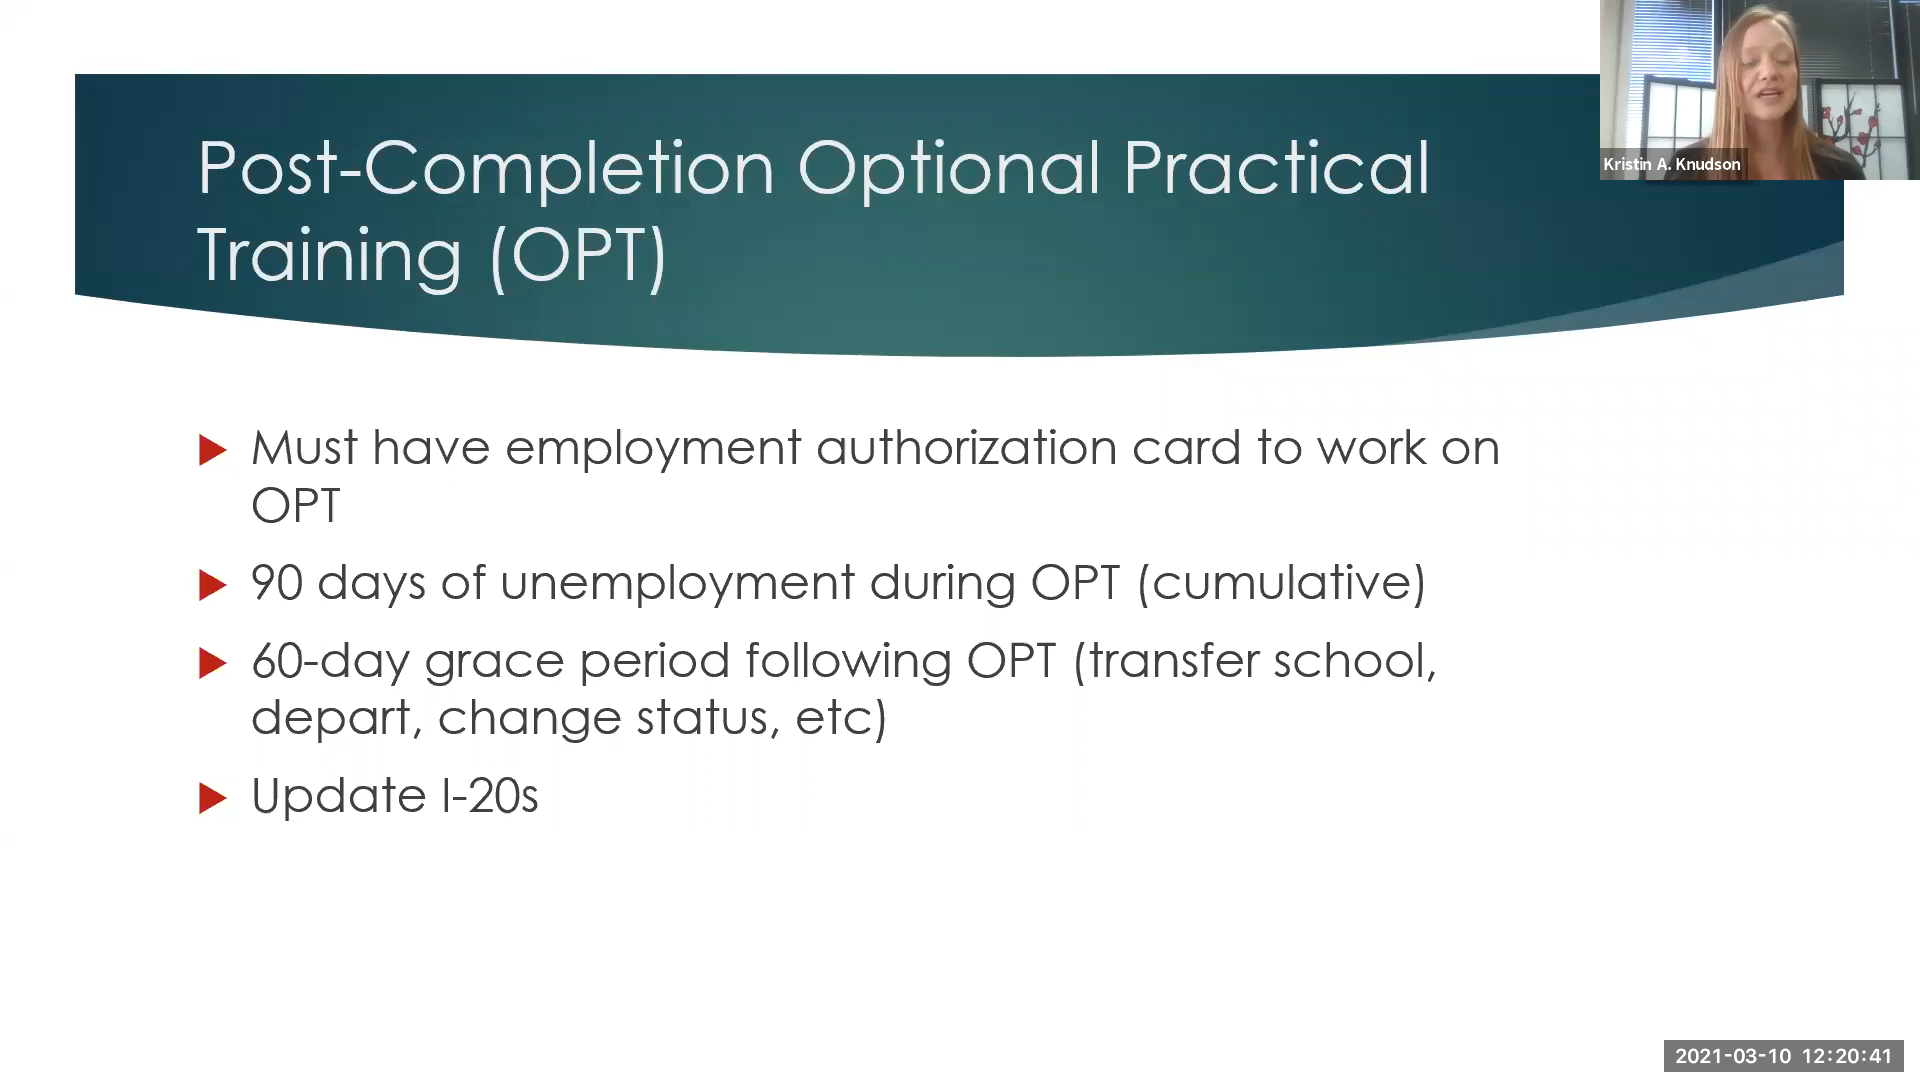 Post-Completion Optional Practical
Training (OPT)
Kristin A. Knudson
Must have employment authorization card to work on
OPT
90 days of unemployment during OPT (cumulative)
60-day grace period following OPT (transfer school,
depart, change status, etc)
Update I-20s
2021-03-10 12:20:41